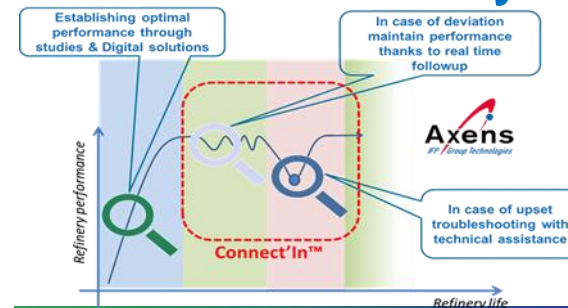 Establishing optimal
performance through
studies & Digital solutions
In case of deviation
maintain performance
thanks to real time
followup
Axens
IFP Group Technologies
In case of upset
troubleshooting with
technical assistance
Connect'In™
Refinery performance
Refinery life